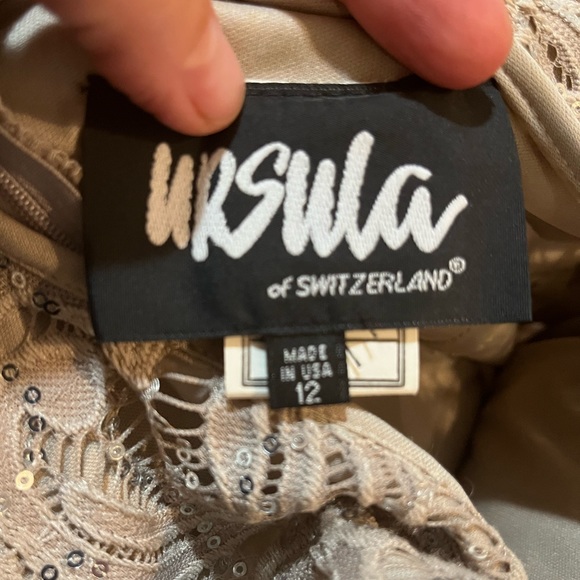 ursula
of SWITZERLAND®
MADE
IN USA
12